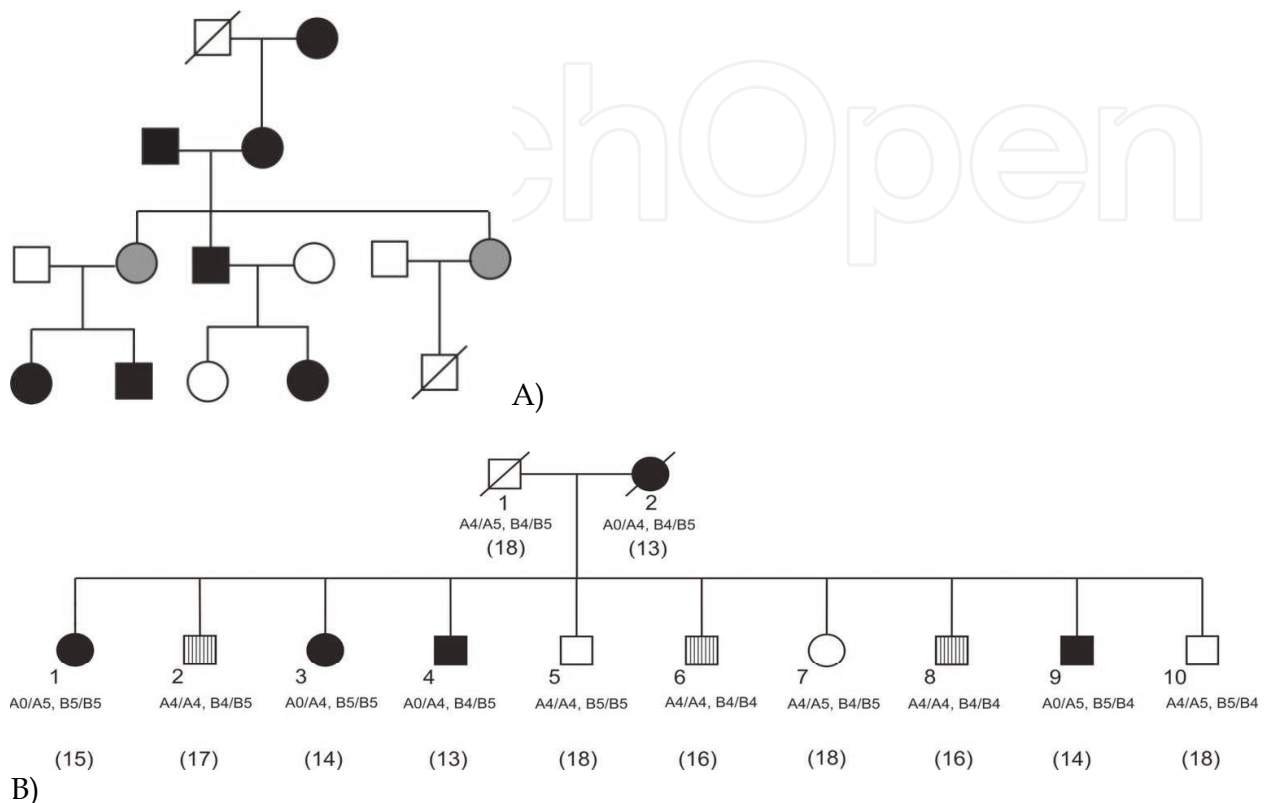 chOpen
A)
1 2
A4/A5, B4/B5 A0/A4, B4/B5
(18) (13)
1 2 3 4 5 6 7 8 9 10
A0/A5, B5/B5 A4/A4, B4/B5 A0/A4, B5/B5 A0/A4, B4/B5 A4/A4, B5/B5 A4/A4, B4/B4 A4/A5, B4/B5 A4/A4, B4/B4 A0/A5, B5/B4 A4/A5, B5/B4
(15) (17) (14) (13) (18) (16) (18) (16) (14) (18)
B)